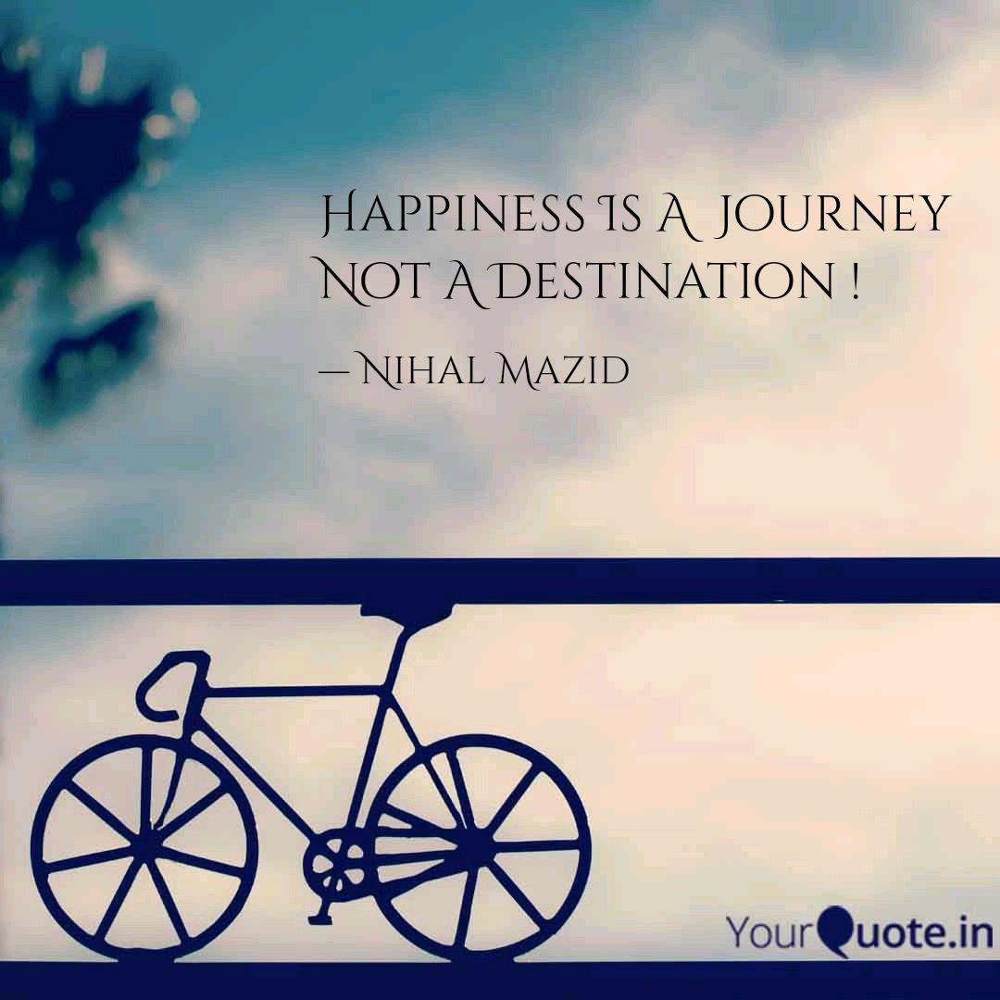 Happiness Is A Journey
Not A Destination !
— Nihal Mazid
YourQuote.in